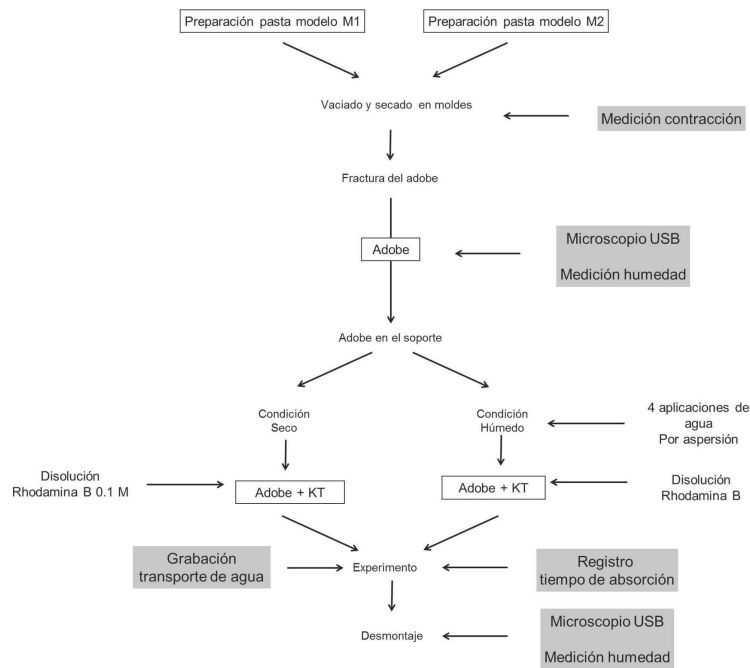 Preparación pasta modelo M1
Preparación pasta modelo M2
Vaciado y secado en moldes
Medición contracción
Fractura del adobe
Adobe
Microscopio USB
Medición humedad
Adobe en el soporte
Condición
Seco
Condición
Húmedo
4 aplicaciones de
agua
Por aspersión
Disolución
Rhodamina B 0.1 M
Adobe + KT
Adobe + KT
Disolución
Rhodamina B
Grabación
transporte de agua
Experimento
Registro
tiempo de absorción
Desmontaje
Microscopio USB
Medición humedad